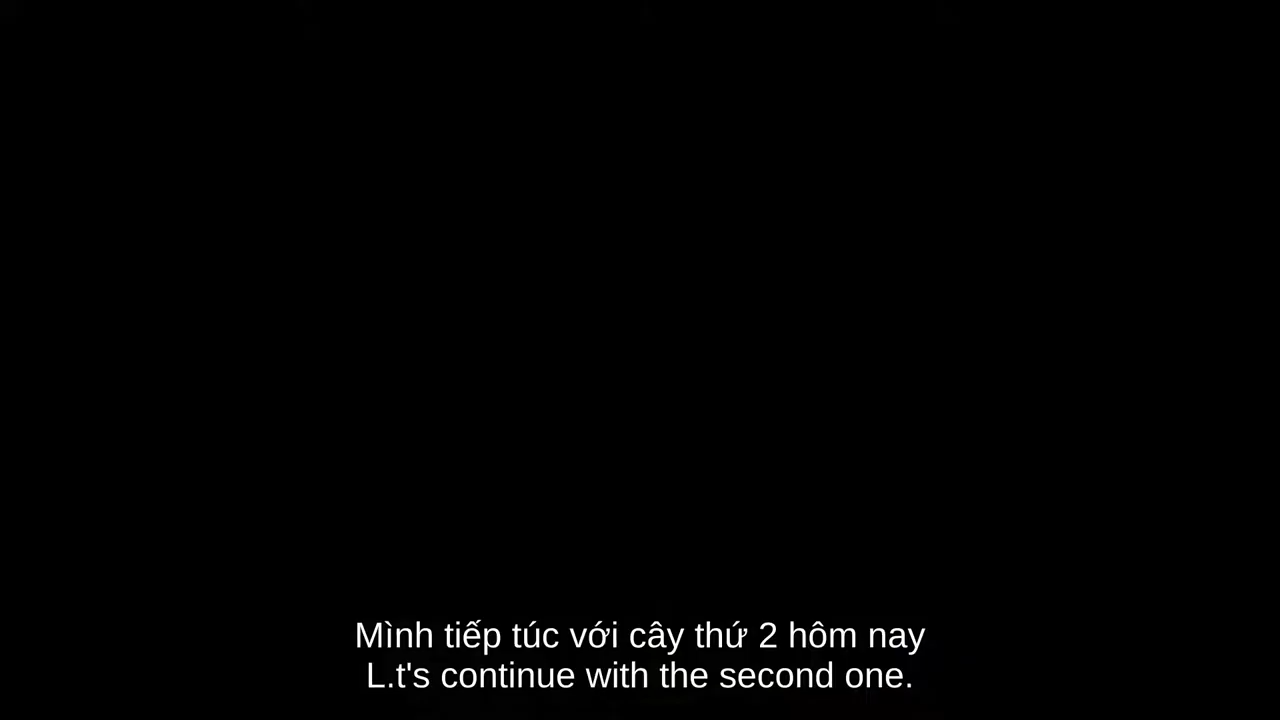 Mình tiếp túc với cây thứ 2 hôm nay
L.t's continue with the second one.